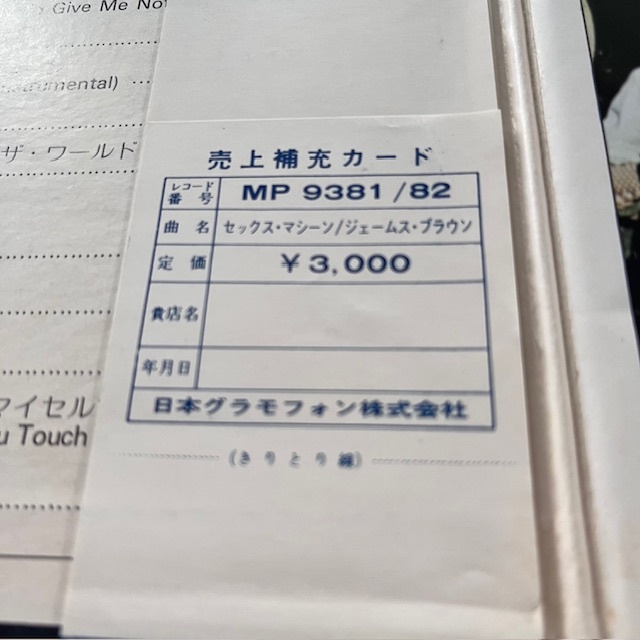 Give Me No
trumental)
ザ・ワールド
マイセル
u Touch
売上補充カード
レコード番号 MP 9381/82
曲名 セックス・マシーン/ジェームス・ブラウン
定価 ¥3,000
貴店名
年月日
日本グラモフォン株式会社
(きりとり線)